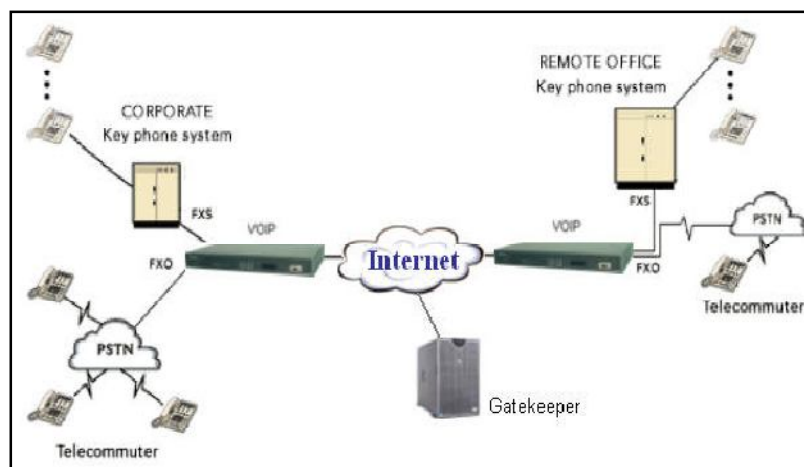 CORPORATE
Key phone system
FXS
VOIP
FXO
PSTN
Telecommuter
Internet
Gatekeeper
REMOTE OFFICE
Key phone system
FXS
VOIP
FXO
PSTN
Telecommuter